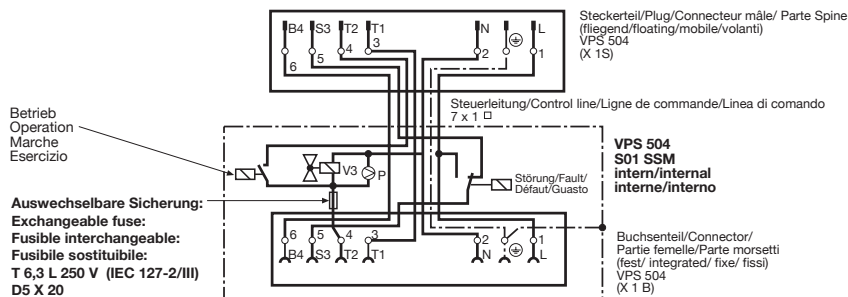 B4 S3 T2 T1 N L
6 5 4 3 2 1
Steckerteil/Plug/Connecteur mâle/ Parte Spine
(fliegend/floating/mobile/volanti)
VPS 504
(X 1S)
Steuerleitung/Control line/Ligne de commande/Linea di comando
7 x 1 □
Betrieb
Operation
Marche
Esercizio
VPS 504
S01 SSM
intern/internal
interne/interno
V3
P
Störung/Fault/
Défaut/Guasto
Auswechselbare Sicherung:
Exchangeable fuse:
Fusible interchangeable:
Fusibile sostituibile:
T 6,3 L 250 V (IEC 127-2/III)
D5 X 20
6 5 4 3 2 1
B4 S3 T2 T1 N L
Buchsenteil/Connector/
Partie femelle/Parte morsetti
(fest/ integrated/ fixe/ fissi)
VPS 504
(X 1 B)